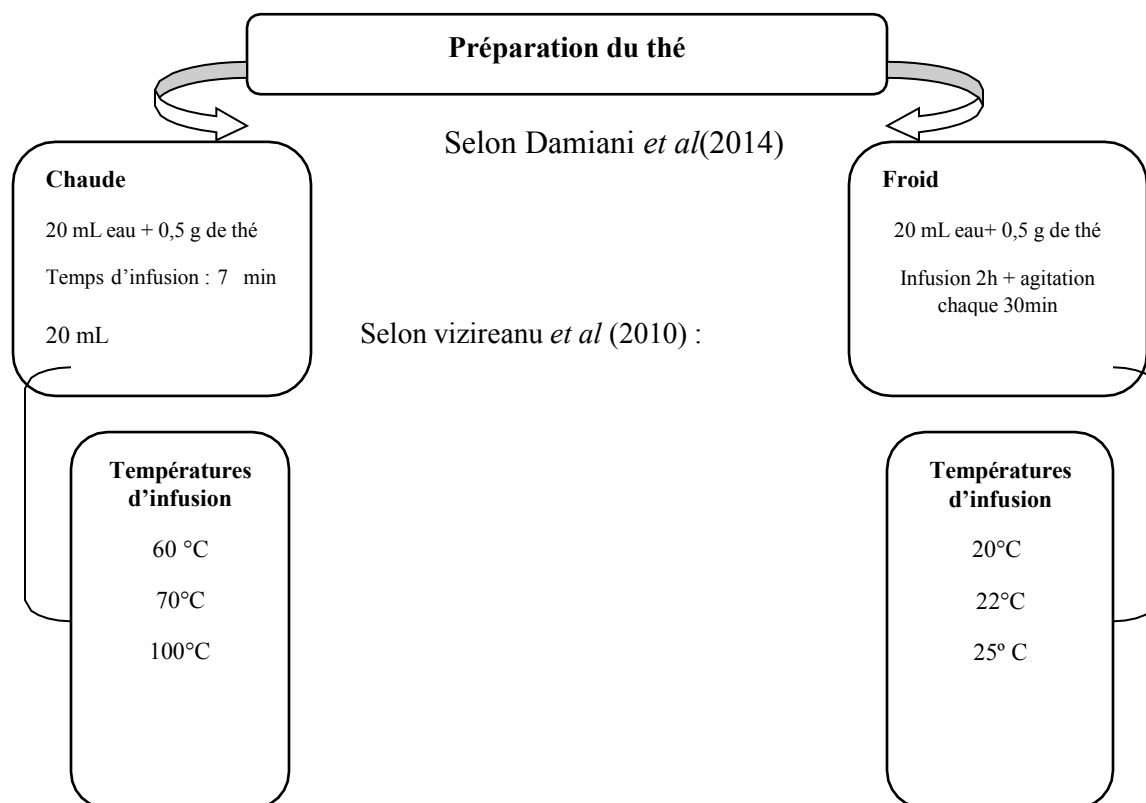 Préparation du thé
Selon Damiani et al(2014)
Chaude
20 mL eau + 0,5 g de thé
Temps d’infusion : 7 min
20 mL
Froid
20 mL eau+ 0,5 g de thé
Infusion 2h + agitation
chaque 30min
Selon vizireanu et al (2010) :
Températures
d’infusion
60 °C
70°C
100°C
Températures
d’infusion
20°C
22°C
25º C